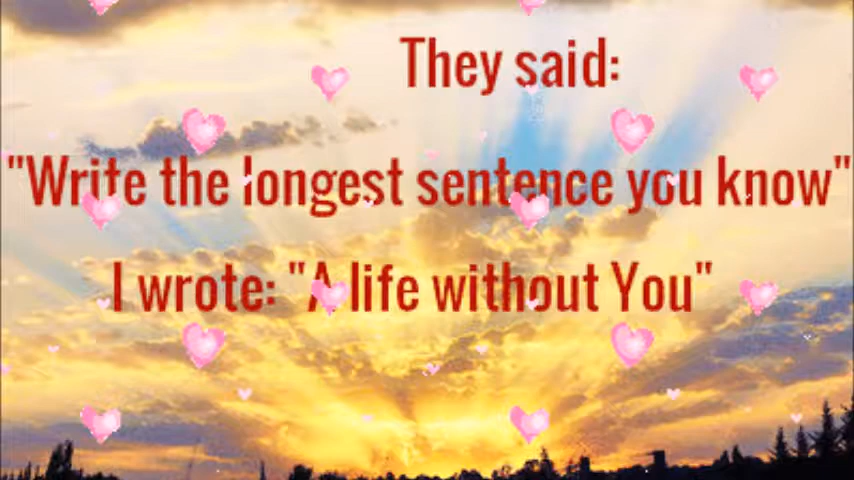 They said:
"Write the longest sentence you know"
I wrote: "A life without You"